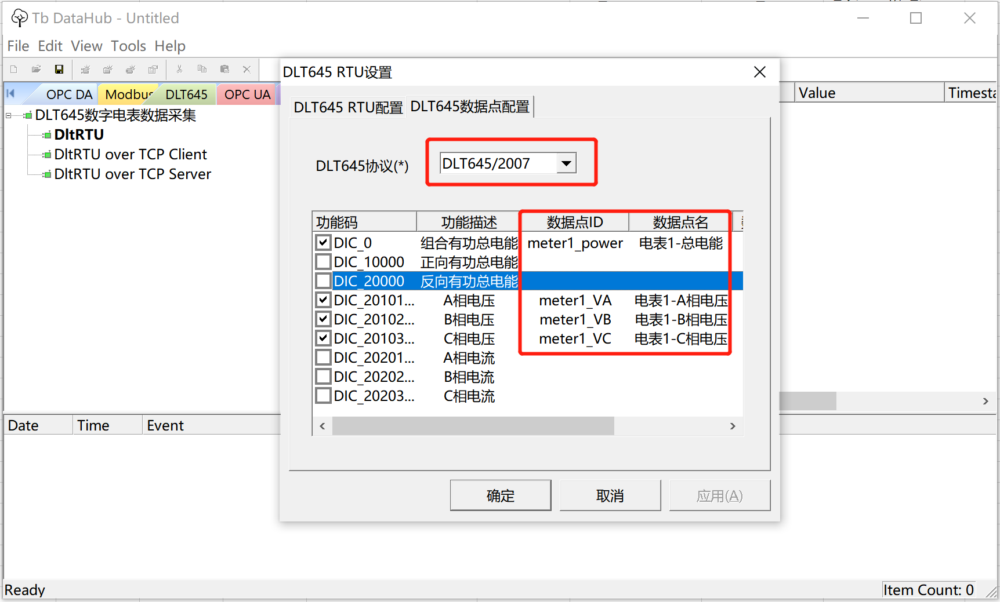 Tb DataHub - Untitled
File Edit View Tools Help
DLT645 RTU设置
OPC DA Modbus DLT645 OPC UA
Value Timesta
DLT645 RTU配置 DLT645数据点配置
DLT645数字电表数据采集
DltRTU
DltRTU over TCP Client
DltRTU over TCP Server
DLT645协议(*) DLT645/2007
功能码 功能描述 数据点ID 数据点名
DIC_0 组合有功总电能 meter1_power 电表1-总电能
DIC_10000 正向有功总电能
DIC_20000 反向有功总电能
DIC_20101... A相电压 meter1_VA 电表1-A相电压
DIC_20102... B相电压 meter1_VB 电表1-B相电压
DIC_20103... C相电压 meter1_VC 电表1-C相电压
DIC_20201... A相电流
DIC_20202... B相电流
DIC_20203... C相电流
Date Time Event
确定 取消 应用(A)
Ready Item Count: 0